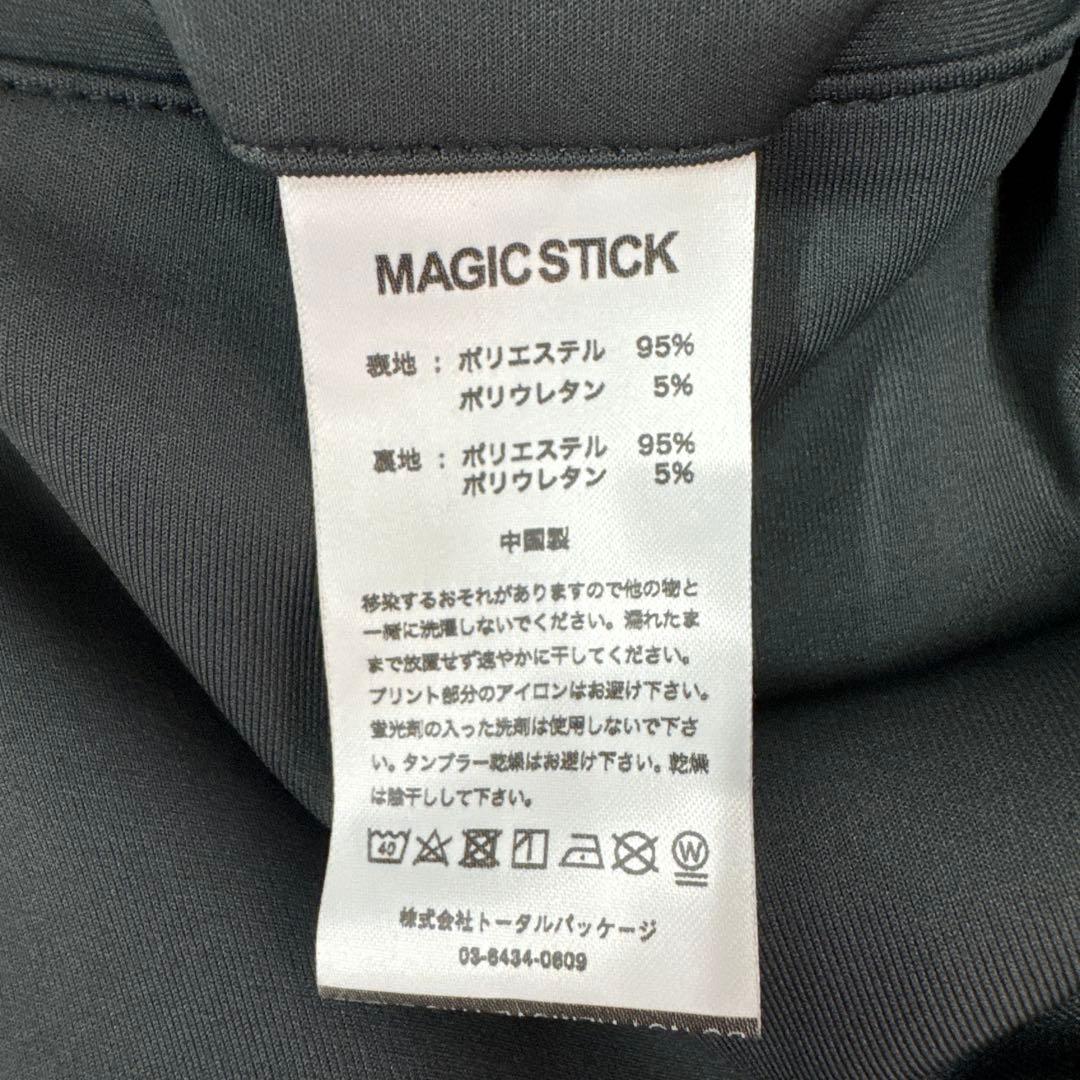 MAGIC STICK
表地 : ポリエステル 95%
ポリウレタン 5%
裏地 : ポリエステル 95%
ポリウレタン 5%
中國製
移染するおそれがありますので他の物と
一緒に洗濯しないでください。濡れたま
まで放置せず速やかに干してください。
プリント部分のアイロンはお避け下さい。
蛍光剤の入った洗剤は使用しないで下さ
い。タンブラー乾燥はお避け下さい。乾燥
は陰干しして下さい。
40 W
株式会社トータルパッケージ
03-6434-0609